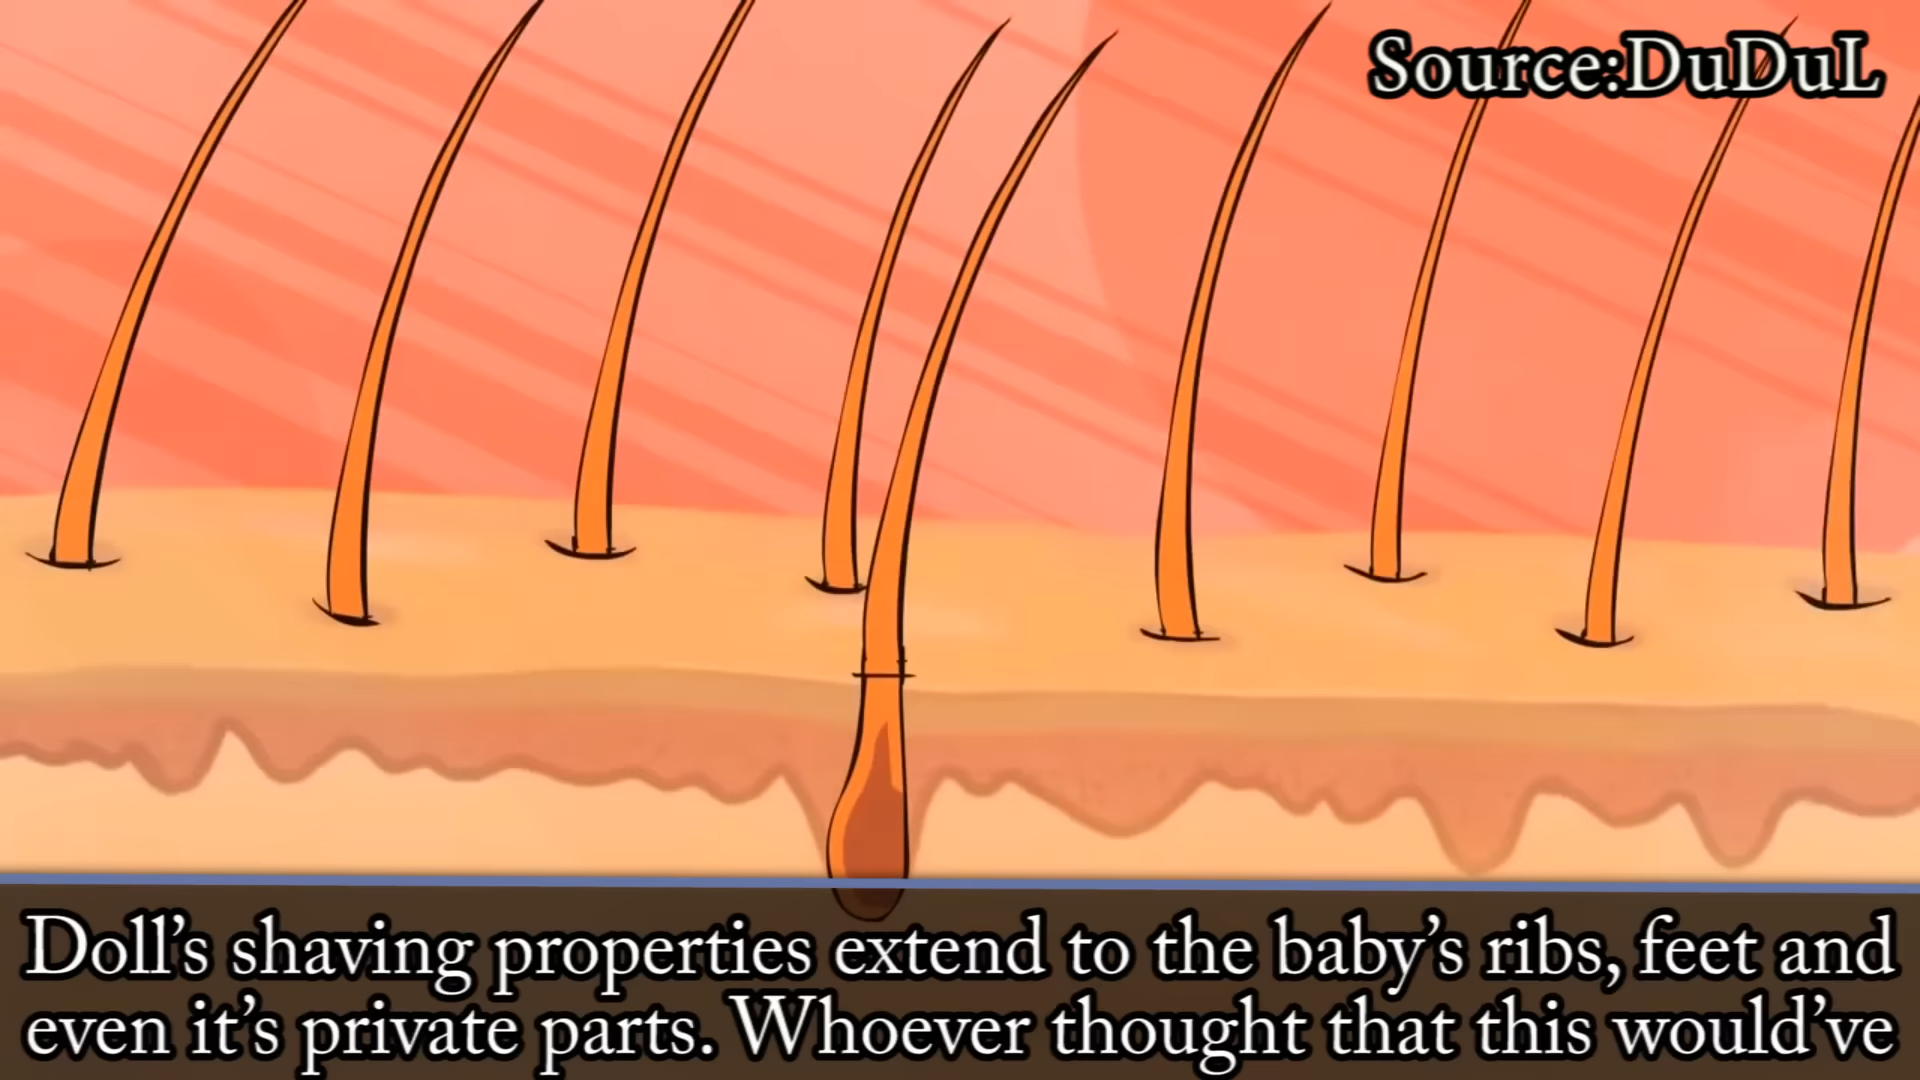 Source:DuDuL
Doll’s shaving properties extend to the baby’s ribs, feet and
even it’s private parts. Whoever thought that this would’ve